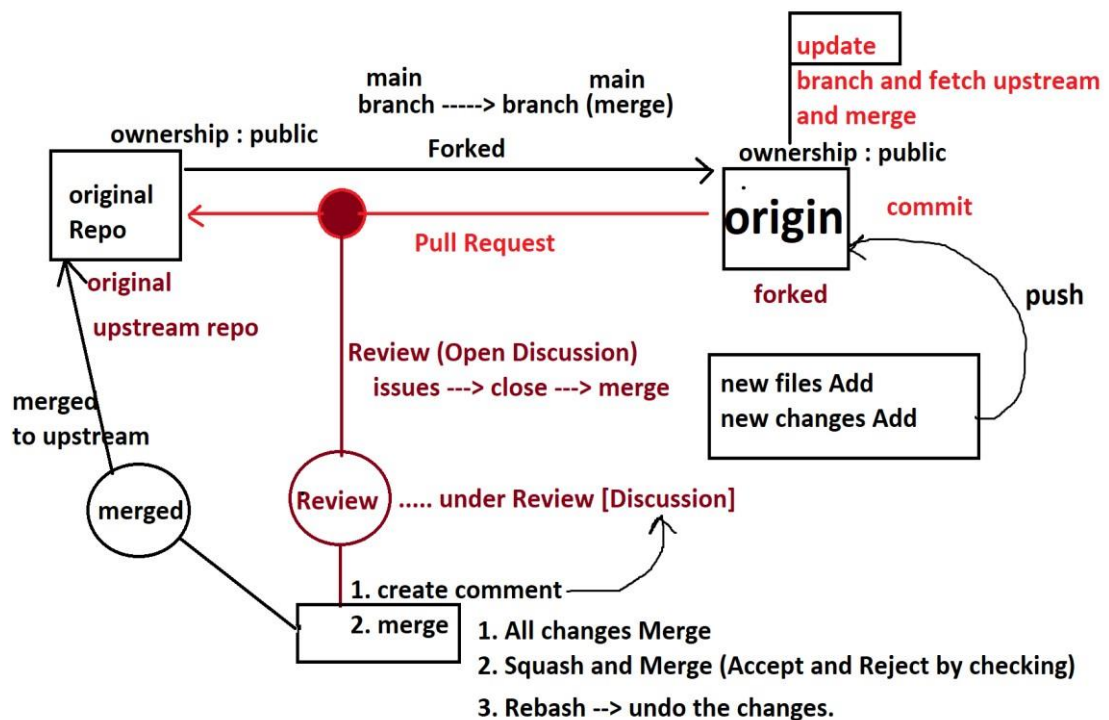 update
branch and fetch upstream
and merge
main main
branch -----> branch (merge)
ownership : public
Forked
ownership : public
original
Repo
origin
commit
Pull Request
original
upstream repo
forked
push
Review (Open Discussion)
issues ---> close ---> merge
new files Add
new changes Add
merged
to upstream
merged
Review
..... under Review [Discussion]
1. create comment
2. merge
1. All changes Merge
2. Squash and Merge (Accept and Reject by checking)
3. Rebash --> undo the changes.